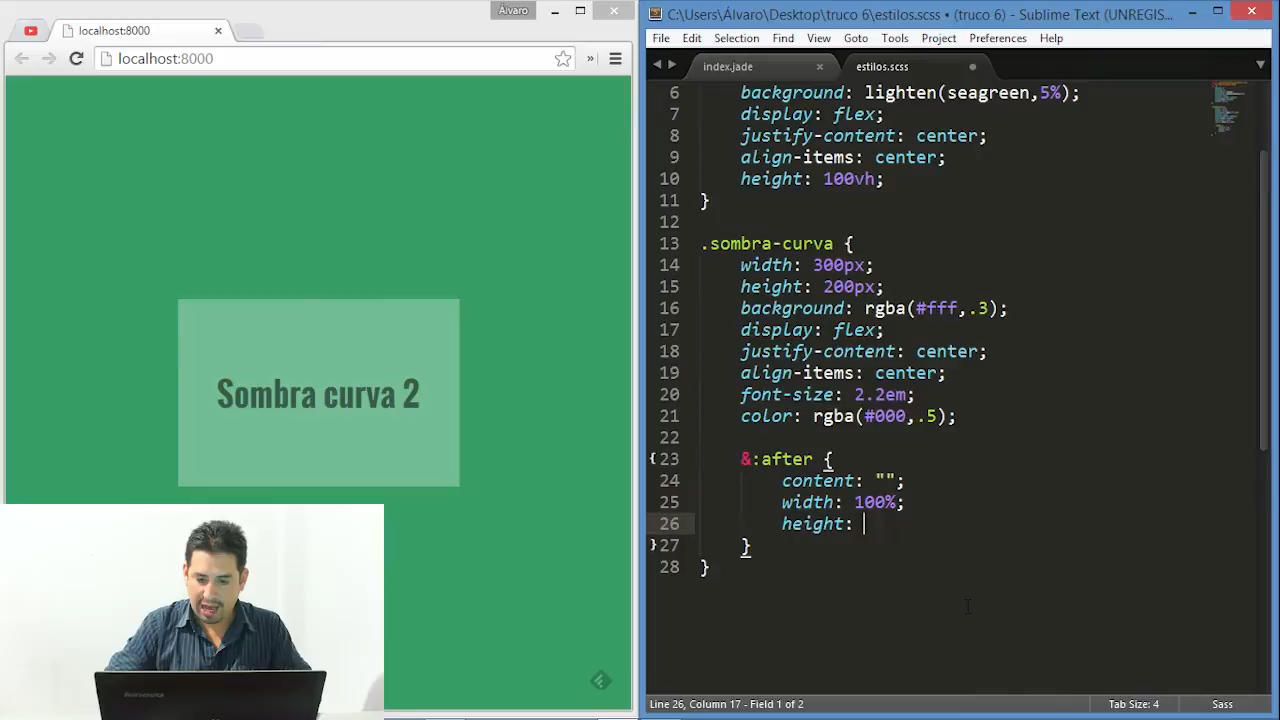 Álvaro
localhost:8000
localhost:8000
Sombra curva 2
C:\Users\Álvaro\Desktop\truco 6\estilos.scss • (truco 6) - Sublime Text (UNREGIS...
File Edit Selection Find View Goto Tools Project Preferences Help
index.jade
estilos.scss
6 background: lighten(seagreen,5%);
7 display: flex;
8 justify-content: center;
9 align-items: center;
10 height: 100vh;
11 }
12
13 .sombra-curva {
14 width: 300px;
15 height: 200px;
16 background: rgba(#fff,.3);
17 display: flex;
18 justify-content: center;
19 align-items: center;
20 font-size: 2.2em;
21 color: rgba(#000,.5);
22
23 &:after {
24 content: "";
25 width: 100%;
26 height:
27 }
28 }
Line 26, Column 17 - Field 1 of 2
Tab Size: 4
Sass
lenovo